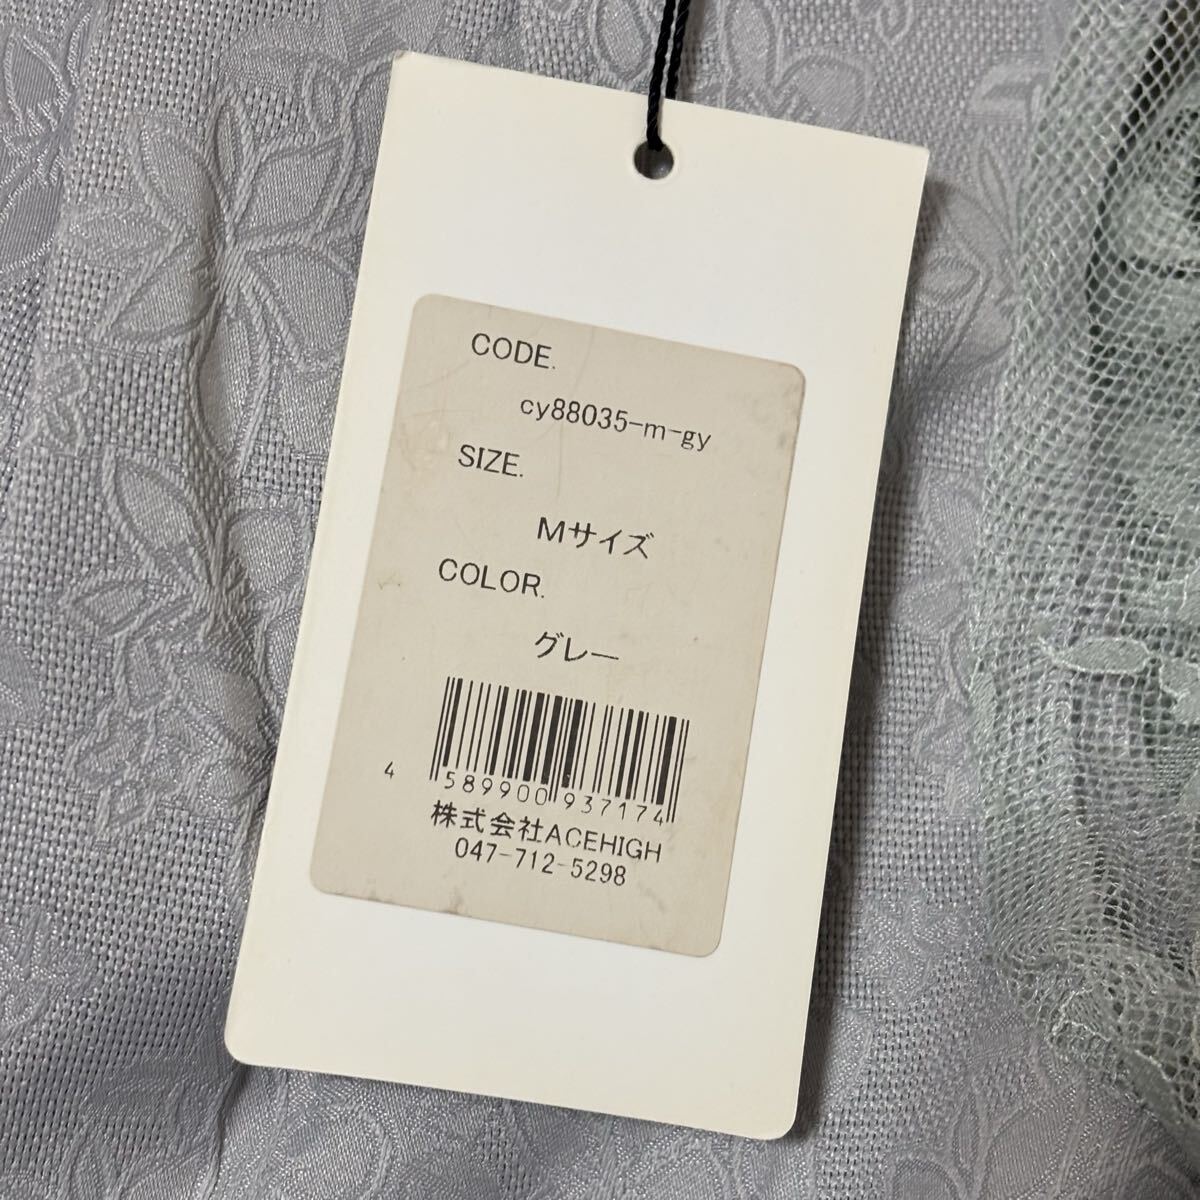 CODE.
cy88035-m-gy
SIZE.
Mサイズ
COLOR.
グレー
4 589900 937174
株式会社ACEHIGH
047-712-5298